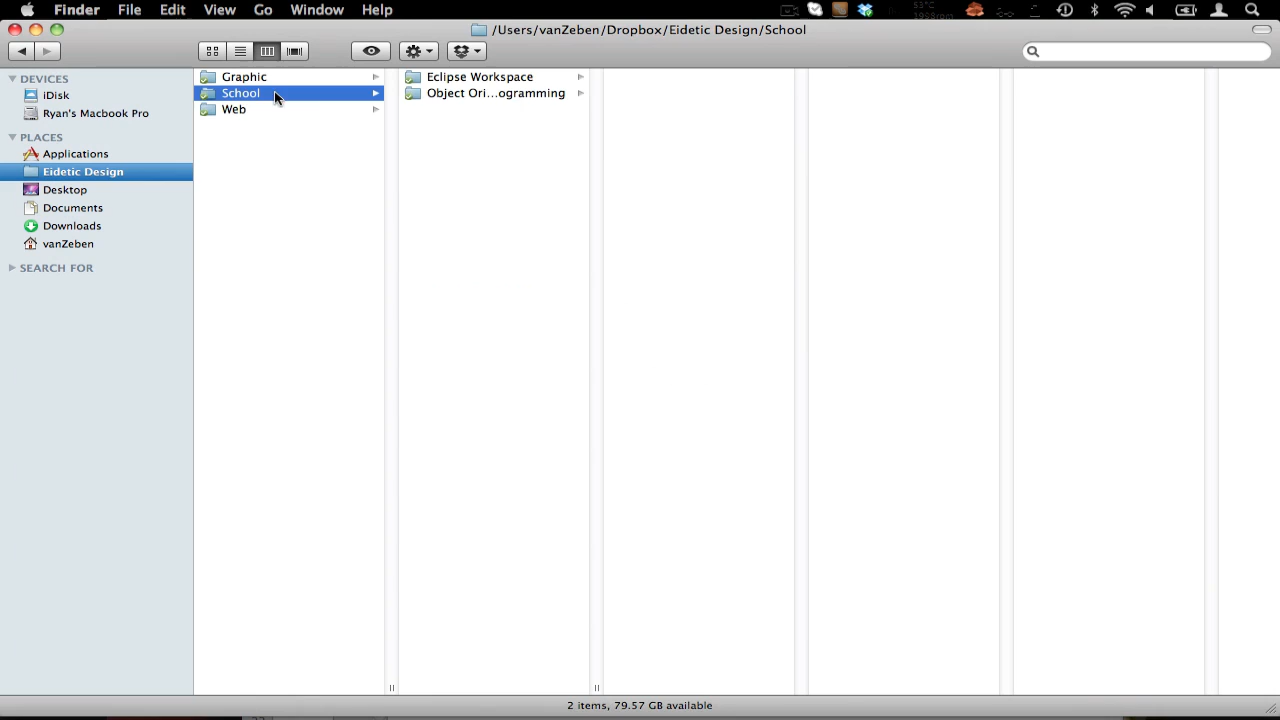 Finder File Edit View Go Window Help
/Users/vanZeben/Dropbox/Eidetic Design/School
DEVICES
iDisk
Ryan's Macbook Pro
PLACES
Applications
Eidetic Design
Desktop
Documents
Downloads
vanZeben
SEARCH FOR
Graphic
School
Web
Eclipse Workspace
Object Ori...ogramming
2 items, 79.57 GB available